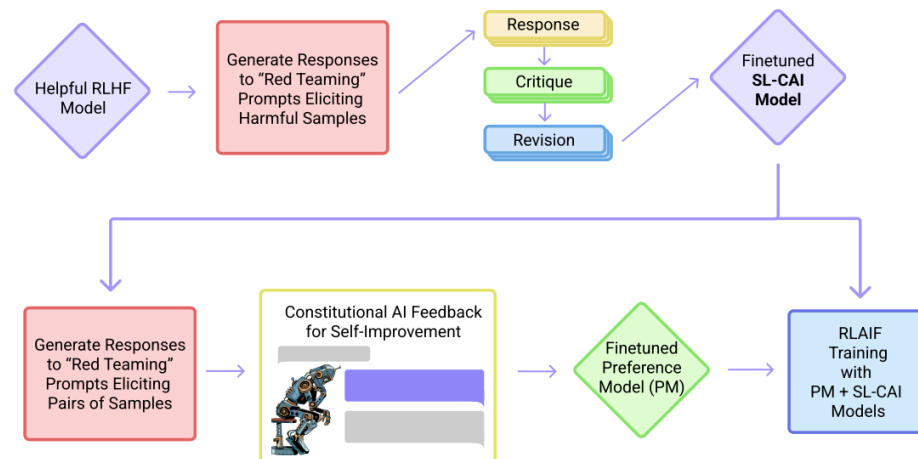 Helpful RLHF
Model
Generate Responses
to “Red Teaming”
Prompts Eliciting
Harmful Samples
Response
Critique
Revision
Finetuned
SL-CAI
Model
Generate Responses
to “Red Teaming”
Prompts Eliciting
Pairs of Samples
Constitutional AI Feedback
for Self-Improvement
Finetuned
Preference
Model (PM)
RLAIF
Training
with
PM + SL-CAI
Models